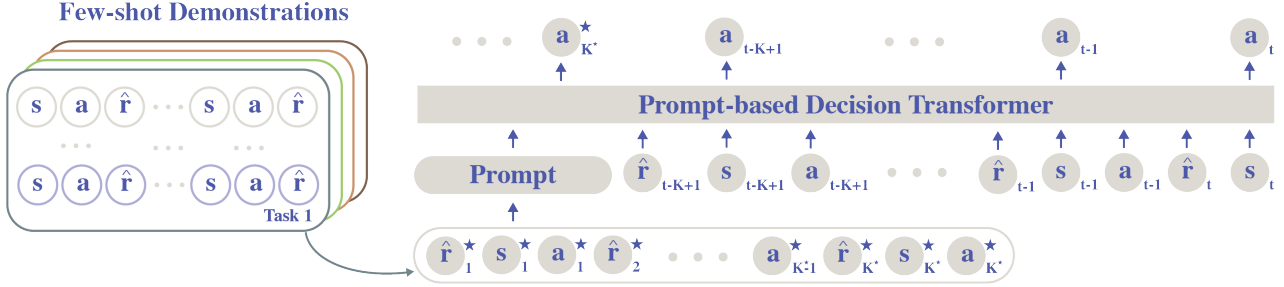 Few-shot Demonstrations
s a r̂ ... s a r̂
... ... ...
s a r̂ ... s a r̂
Task 1
... a★K* a t-K+1 ... a t-1 a t
Prompt-based Decision Transformer
Prompt r̂ t-K+1 s t-K+1 a t-K+1 ... r̂ t-1 s t-1 a t-1 r̂ t s t
r̂★1 s★1 a★1 r̂★2 ... a★K*-1 r̂★K* s★K* a★K*